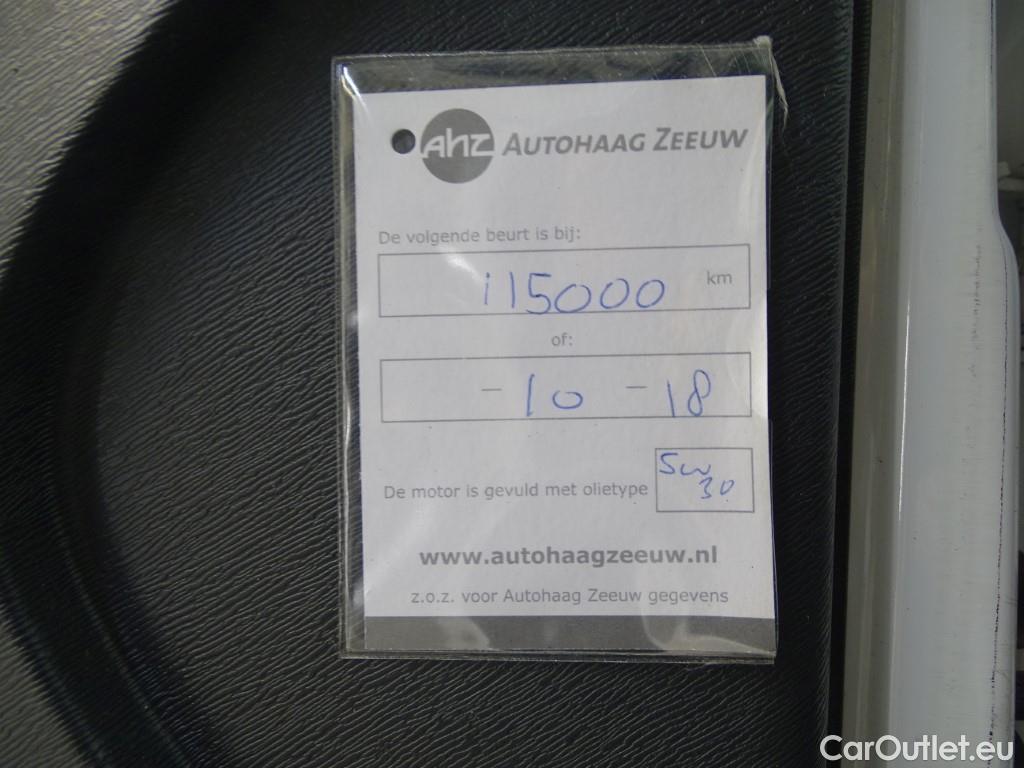 ahz AUTOHAAG ZEEUW
De volgende beurt is bij:
115000 km
of:
- 10 - 18
De motor is gevuld met olietype
5w
30
www.autohaagzeeuw.nl
z.o.z. voor Autohaag Zeeuw gegevens
CarOutlet.eu